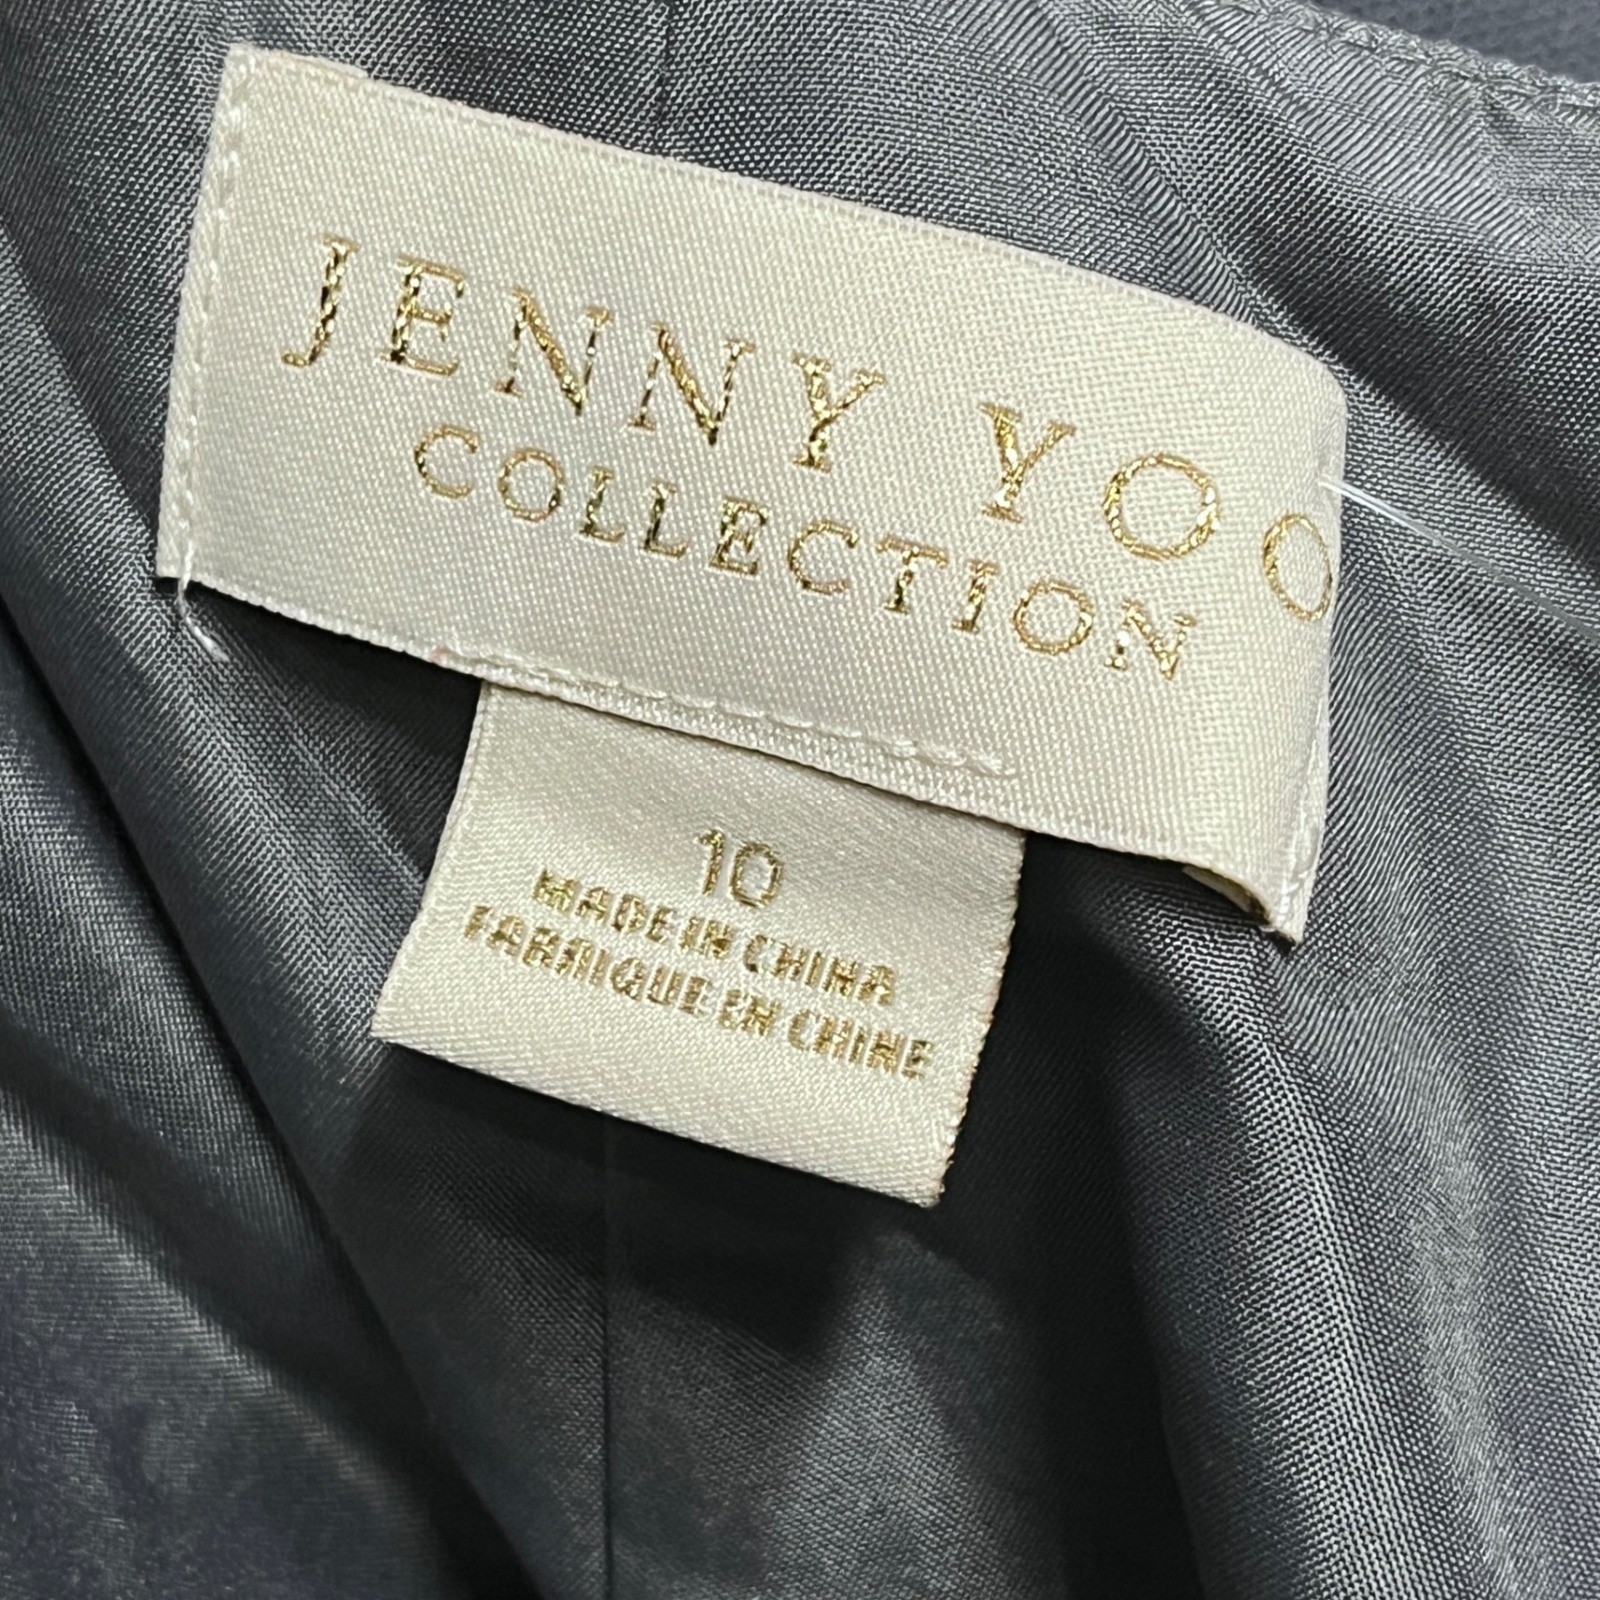 JENNY YOO
COLLECTION
10
MADE IN CHINA
FABRIQUE EN CHINE